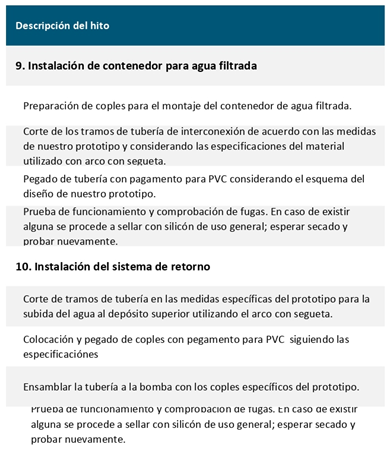 Descripción del hito
9. Instalación de contenedor para agua filtrada
Preparación de coples para el montaje del contenedor de agua filtrada.
Corte de los tramos de tubería de interconexión de acuerdo con las medidas
de nuestro prototipo y considerando las especificaciones del material
utilizado con arco con segueta.
Pegado de tubería con pagamento para PVC considerando el esquema del
diseño de nuestro prototipo.
Prueba de funcionamiento y comprobación de fugas. En caso de existir
alguna se procede a sellar con silicón de uso general; esperar secado y
probar nuevamente.
10. Instalación del sistema de retorno
Corte de tramos de tubería en las medidas específicas del prototipo para la
subida del agua al depósito superior utilizando el arco con segueta.
Colocación y pegado de coples con pegamento para PVC siguiendo las
especificaciónes
Ensamblar la tubería a la bomba con los coples específicos del prototipo.
Prueba de funcionamiento y comprobación de fugas. En caso de existir
alguna se procede a sellar con silicón de uso general; esperar secado y
probar nuevamente.